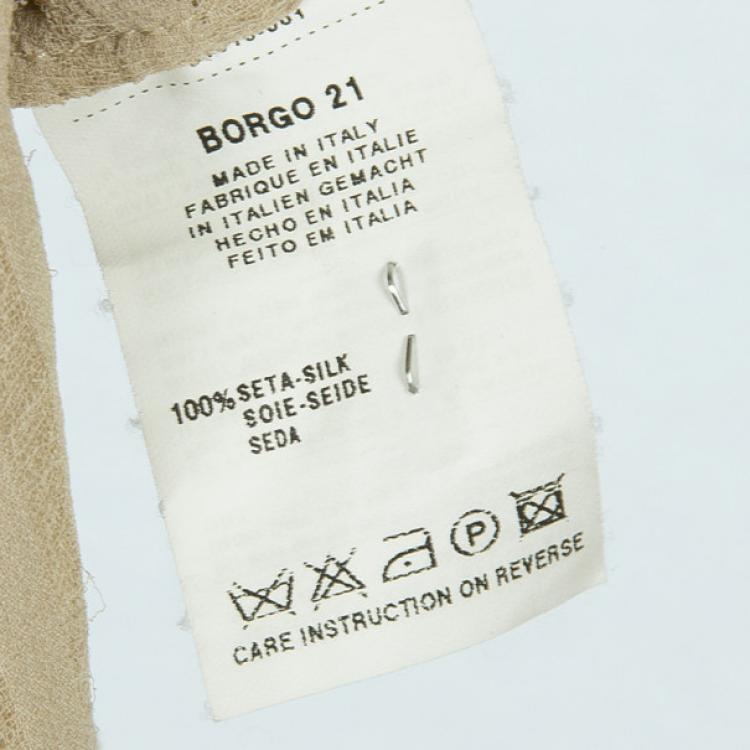 BORGO 21
MADE IN ITALY
FABRIQUE EN ITALIE
IN ITALIEN GEMACHT
HECHO EN ITALIA
FEITO EM ITALIA
100% SETA-SILK
SOIE-SEIDE
SEDA
P
CARE INSTRUCTION ON REVERSE